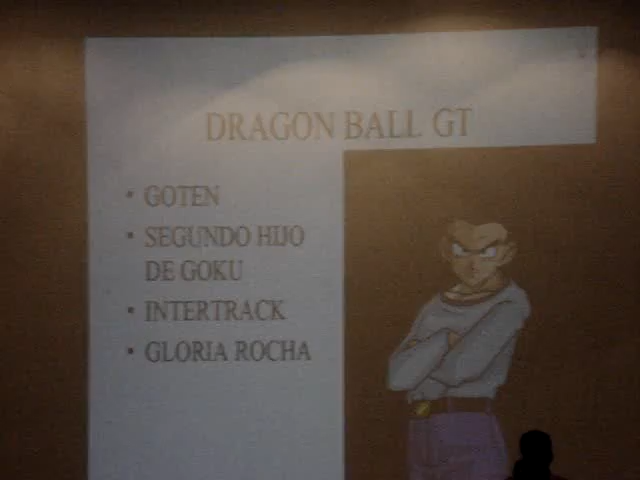 DRAGON BALL GT
• GOTEN
• SEGUNDO HIJO
DE GOKU
• INTERTRACK
• GLORIA ROCHA